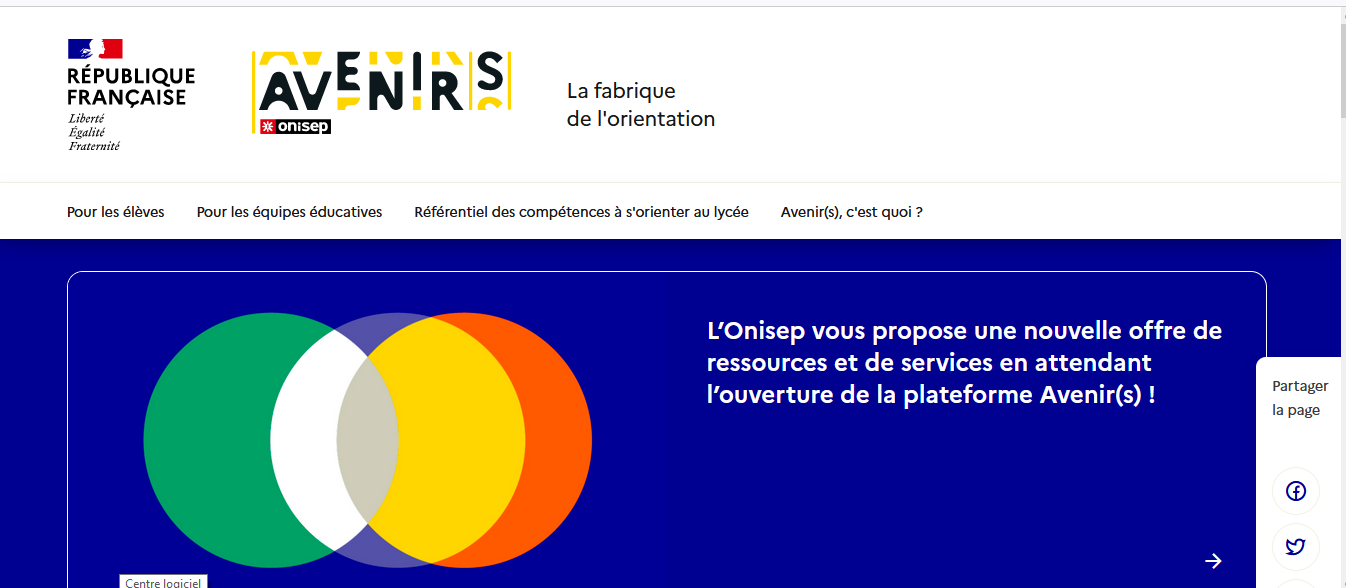 RÉPUBLIQUE
FRANÇAISE
Liberté
Égalité
Fraternité
AVENIRS
onisep
La fabrique
de l'orientation
Pour les élèves
Pour les équipes éducatives
Référentiel des compétences à s'orienter au lycée
Avenir(s), c'est quoi ?
L’Onisep vous propose une nouvelle offre de
ressources et de services en attendant
l’ouverture de la plateforme Avenir(s) !
Partager
la page
Centre logiciel